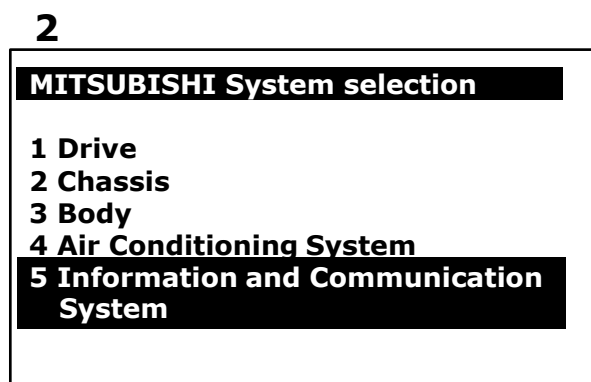 2
MITSUBISHI System selection
1 Drive
2 Chassis
3 Body
4 Air Conditioning System
5 Information and Communication
System